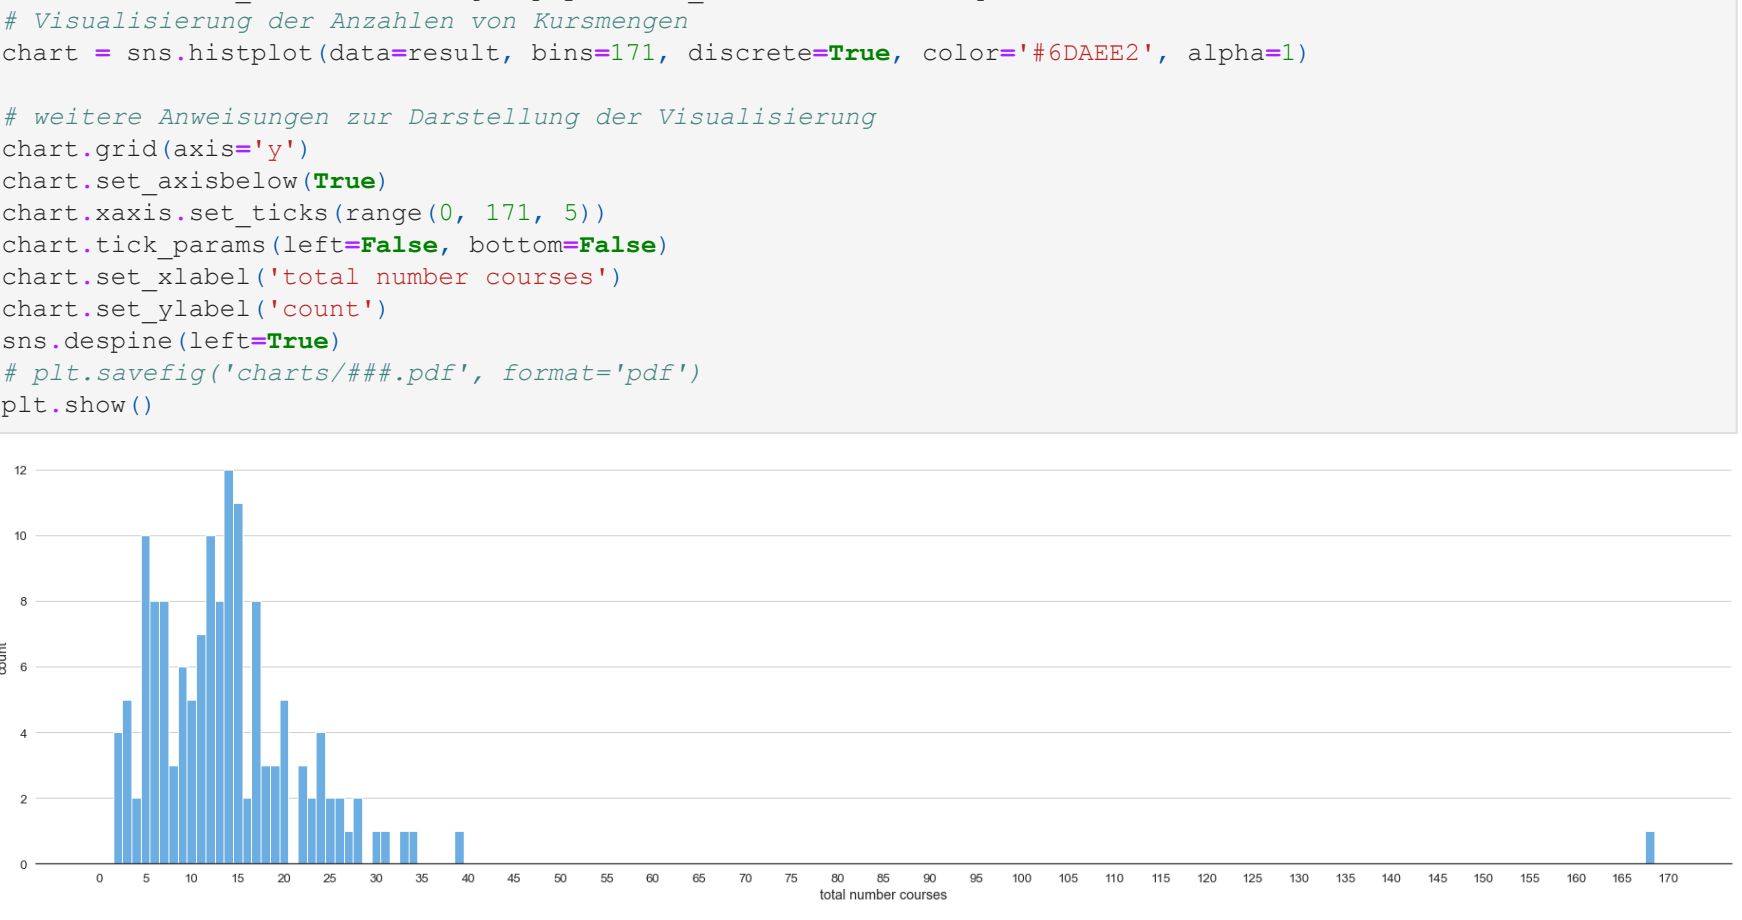 # Visualisierung der Anzahlen von Kursmengen
chart = sns.histplot(data=result, bins=171, discrete=True, color='#6DAEE2', alpha=1)
# weitere Anweisungen zur Darstellung der Visualisierung
chart.grid(axis='y')
chart.set_axisbelow(True)
chart.xaxis.set_ticks(range(0, 171, 5))
chart.tick_params(left=False, bottom=False)
chart.set_xlabel('total number courses')
chart.set_ylabel('count')
sns.despine(left=True)
# plt.savefig('charts/###.pdf', format='pdf')
plt.show()
12
10
8
6
4
2
0
count
0 5 10 15 20 25 30 35 40 45 50 55 60 65 70 75 80 85 90 95 100 105 110 115 120 125 130 135 140 145 150 155 160 165 170
total number courses